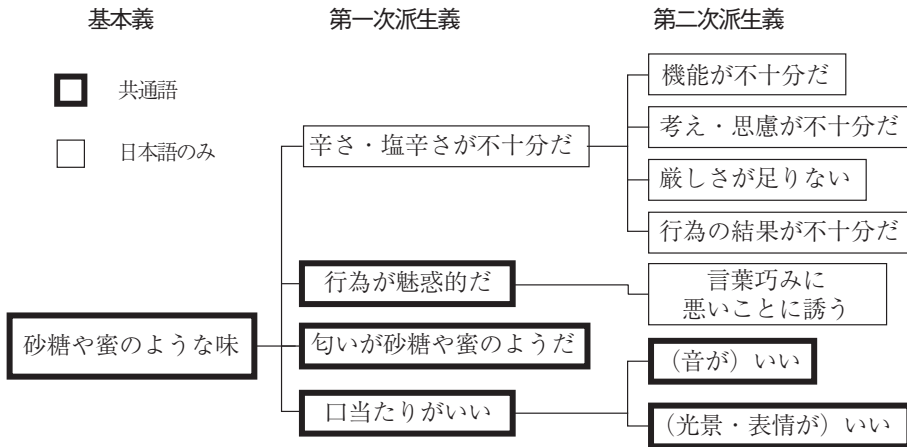 基本義 第一次派生義 第二次派生義
共通語
日本語のみ
機能が不十分だ
考え・思慮が不十分だ
辛さ・塩辛さが不十分だ
厳しさが足りない
行為の結果が不十分だ
行為が魅惑的だ
言葉巧みに
悪いことに誘う
砂糖や蜜のような味
匂いが砂糖や蜜のようだ
（音が）いい
口当たりがいい
（光景・表情が）いい